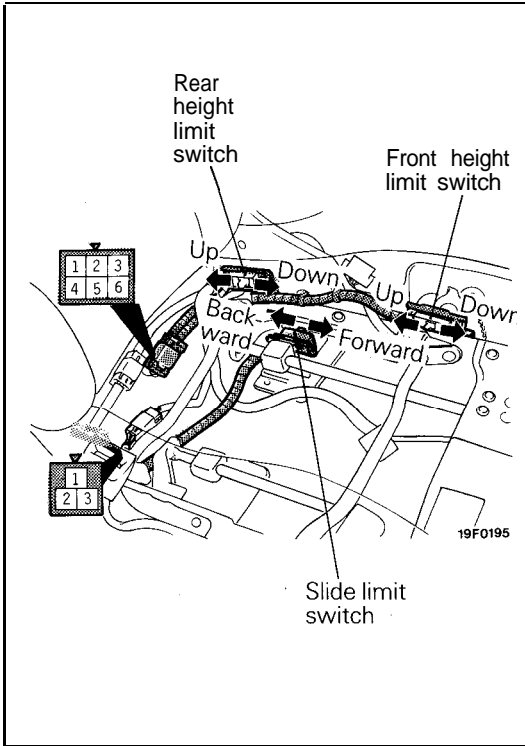 Rear
height
limit
switch
Front height
limit switch
1 2 3
4 5 6
Up
Down
Up
Down
Back
ward
Forward
1
2 3
19F0195
Slide limit
switch